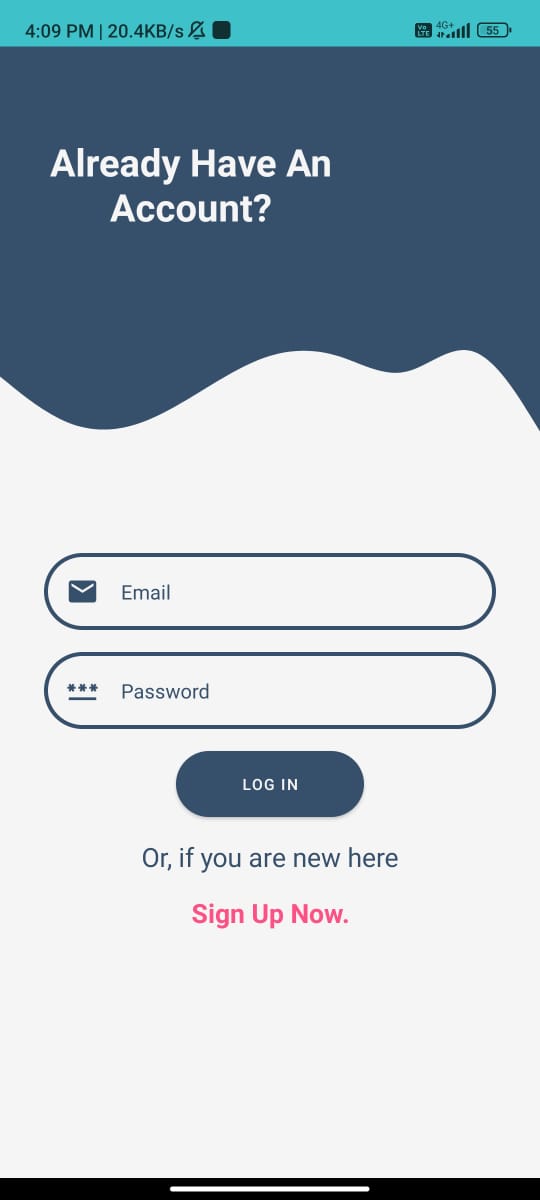 4:09 PM | 20.4KB/s
Vo LTE 4G+ 55
Already Have An
Account?
Email
*** Password
LOG IN
Or, if you are new here
Sign Up Now.